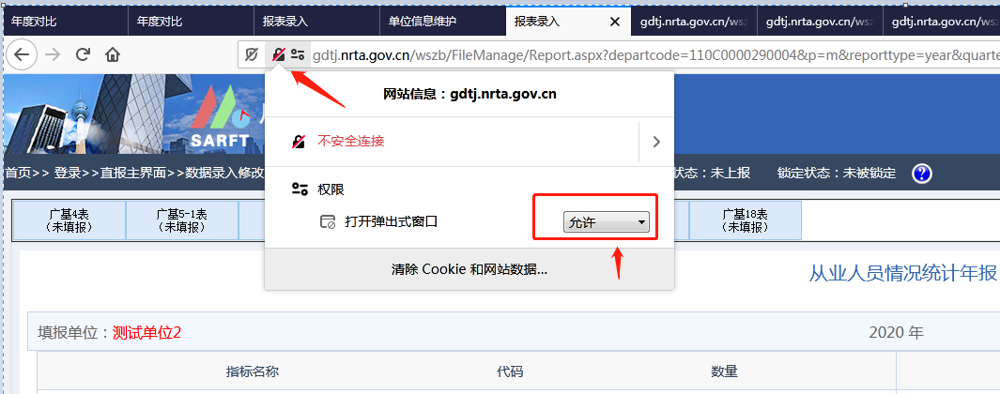 年度对比
年度对比
报表录入
单位信息维护
报表录入
gdtj.nrta.gov.cn/wszb
gdtj.nrta.gov.cn/wszb
gdtj.nrta.gov.cn/wsz
gdtj.nrta.gov.cn/wszb/FileManage/Report.aspx?departcode=110C0000290004&p=m&reporttype=year&quarte
网站信息：gdtj.nrta.gov.cn
SARFT
不安全连接
首页>> 登录>>直报主界面>>数据录入修改
状态：未上报
锁定状态：未被锁定
权限
打开弹出式窗口
允许
清除 Cookie 和网站数据...
广基4表
（未填报）
广基5-1表
（未填报）
广基18表
（未填报）
从业人员情况统计年报
填报单位：测试单位2
2020 年
指标名称
代码
数量